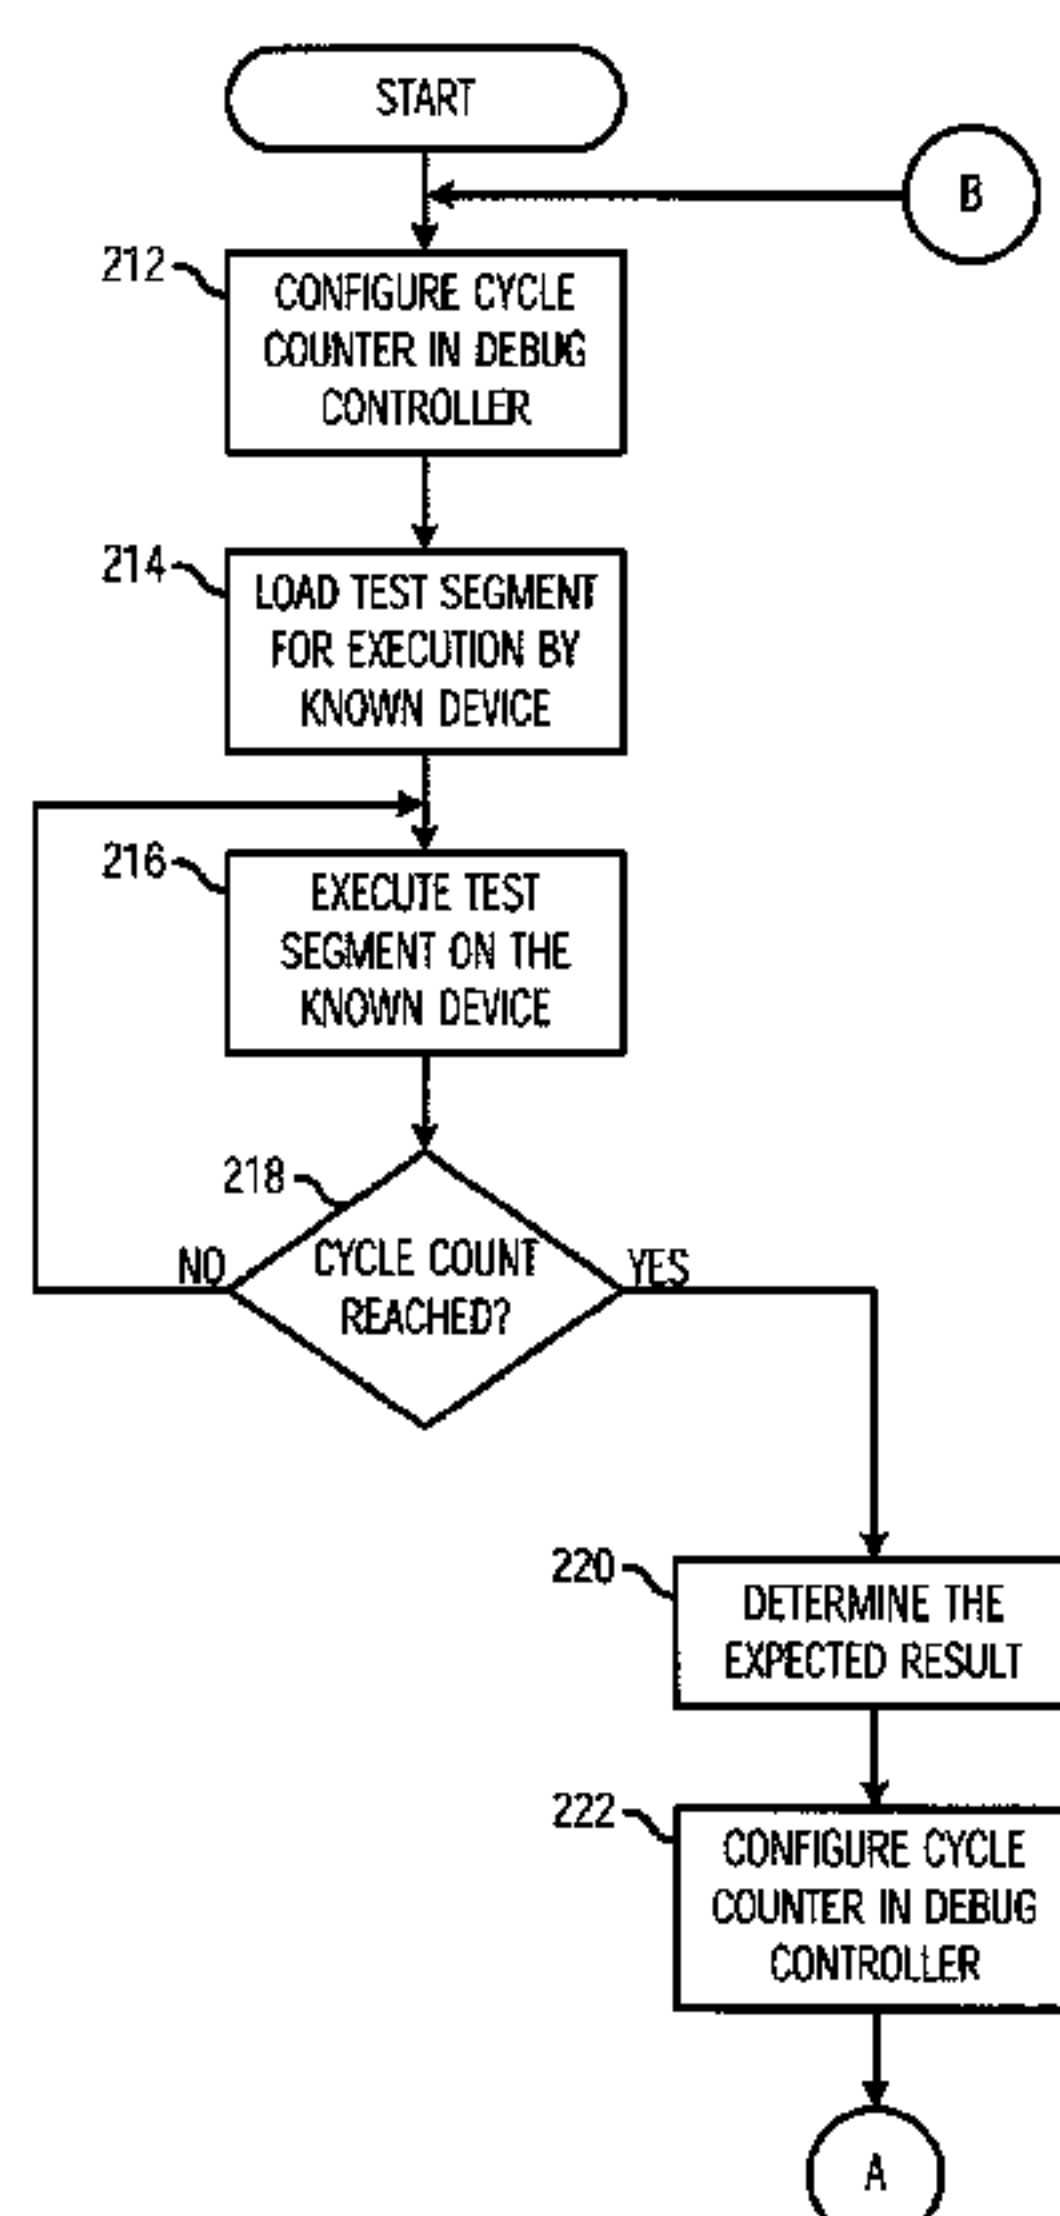 START
B
212
CONFIGURE CYCLE
COUNTER IN DEBUG
CONTROLLER
214
LOAD TEST SEGMENT
FOR EXECUTION BY
KNOWN DEVICE
216
EXECUTE TEST
SEGMENT ON THE
KNOWN DEVICE
218
CYCLE COUNT
REACHED?
NO
YES
220
DETERMINE THE
EXPECTED RESULT
222
CONFIGURE CYCLE
COUNTER IN DEBUG
CONTROLLER
A